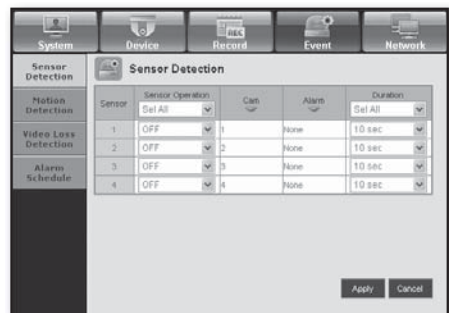 System Device Record Event Network
REC
Sensor Detection
Motion Detection
Video Loss Detection
Alarm Schedule
Sensor Detection
Sensor Sensor Operation Cam Alarm Duration
Sel All Sel All
1 OFF 1 None 10 sec
2 OFF 2 None 10 sec
3 OFF 3 None 10 sec
4 OFF 4 None 10 sec
Apply Cancel